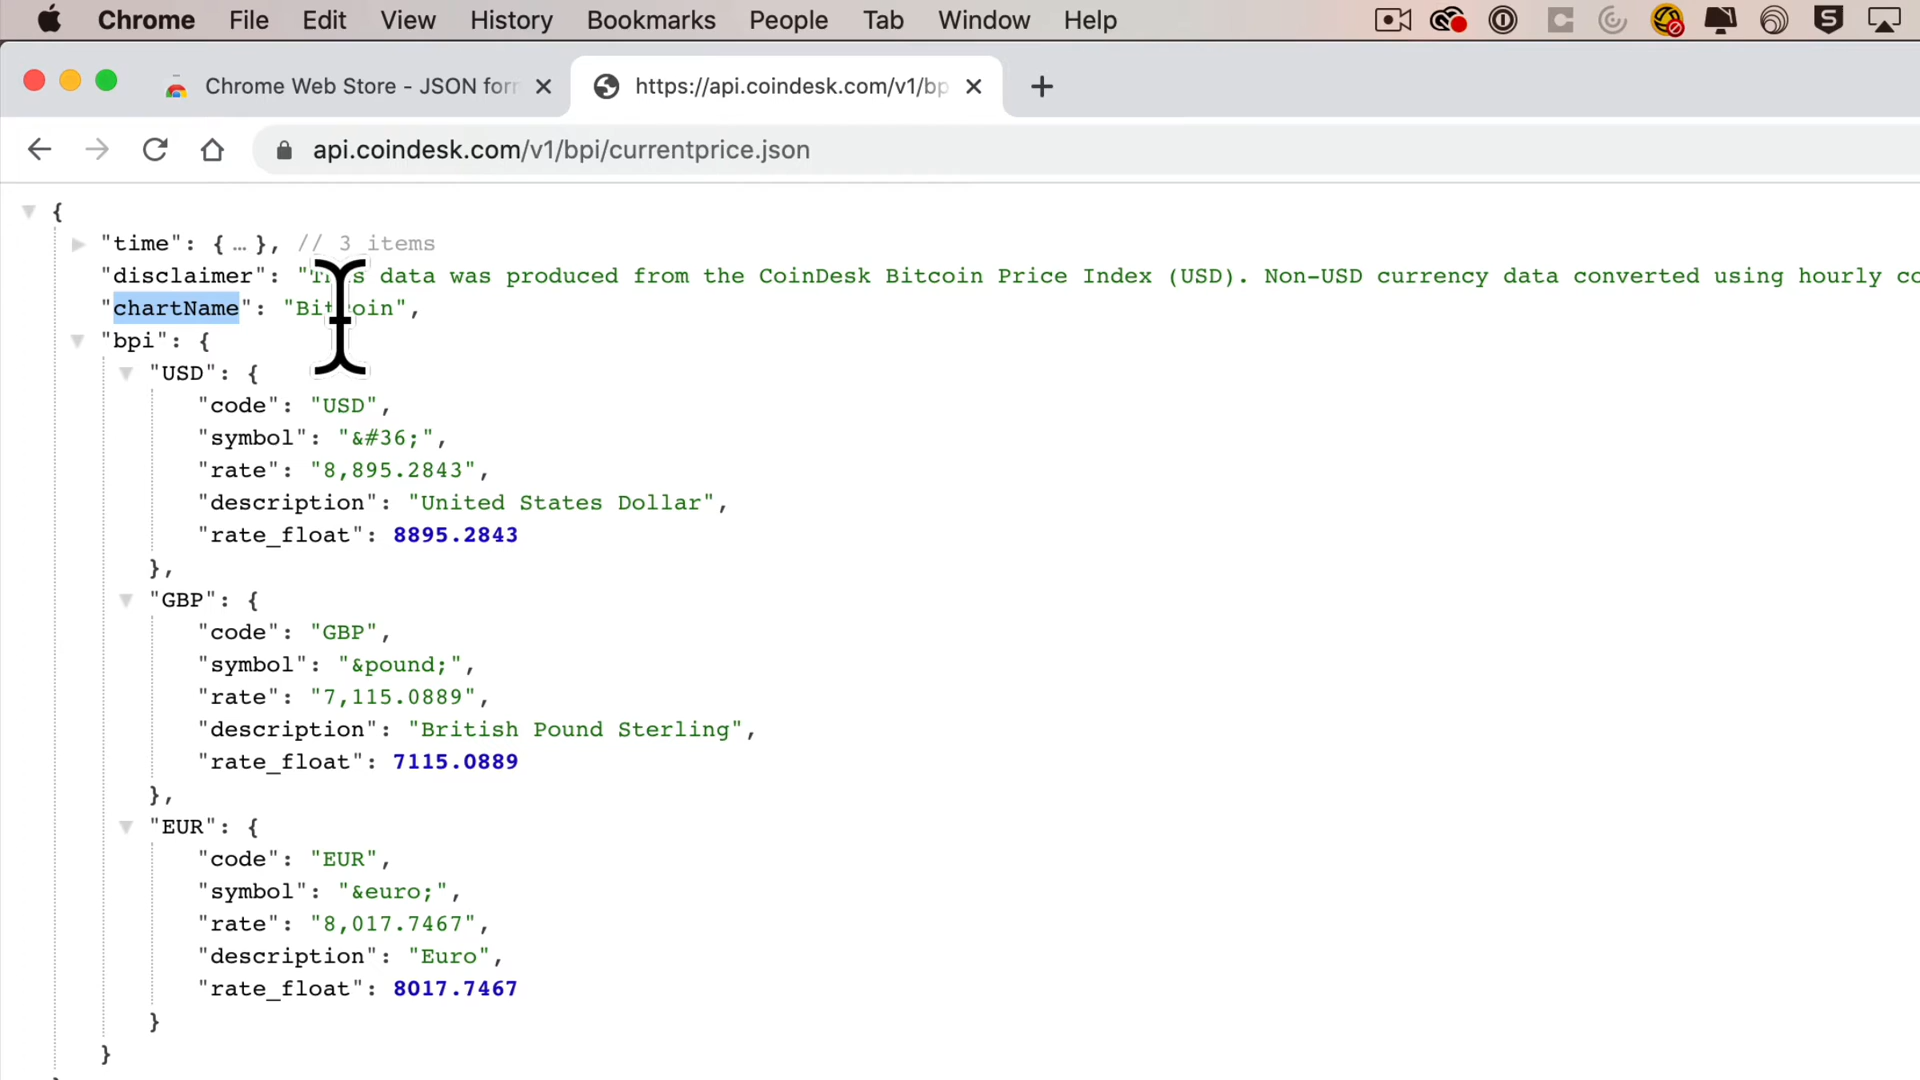 Chrome File Edit View History Bookmarks People Tab Window Help
Chrome Web Store - JSON for
https://api.coindesk.com/v1/bp
api.coindesk.com/v1/bpi/currentprice.json
{
"time": { … }, // 3 items
"disclaimer": "This data was produced from the CoinDesk Bitcoin Price Index (USD). Non-USD currency data converted using hourly
"chartName": "Bitcoin",
"bpi": {
"USD": {
"code": "USD",
"symbol": "&#36;",
"rate": "8,895.2843",
"description": "United States Dollar",
"rate_float": 8895.2843
},
"GBP": {
"code": "GBP",
"symbol": "&pound;",
"rate": "7,115.0889",
"description": "British Pound Sterling",
"rate_float": 7115.0889
},
"EUR": {
"code": "EUR",
"symbol": "&euro;",
"rate": "8,017.7467",
"description": "Euro",
"rate_float": 8017.7467
}
}